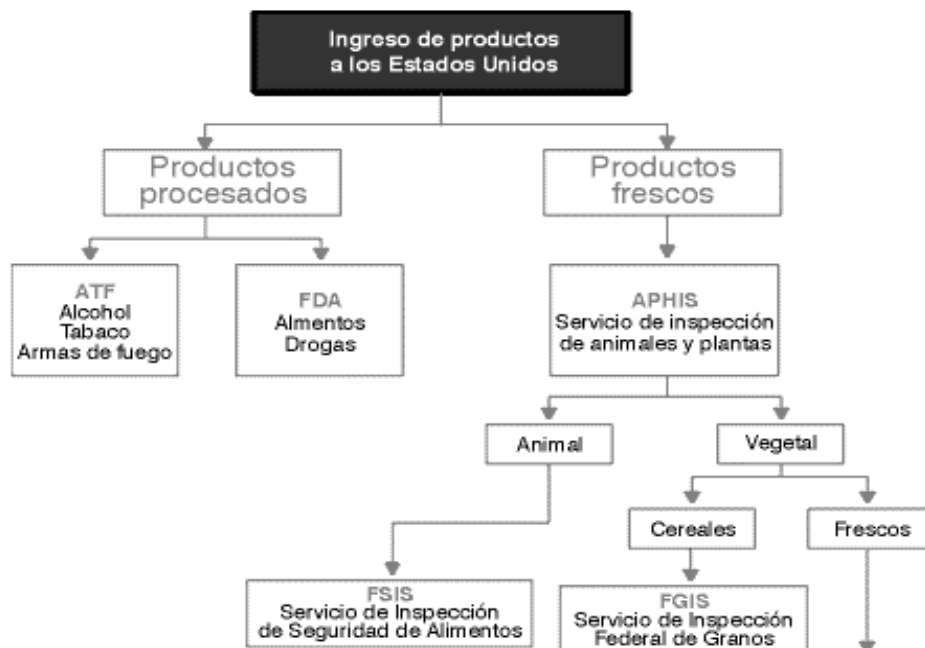 Ingreso de productos
a los Estados Unidos
Productos
procesados
Productos
frescos
ATF
Alcohol
Tabaco
Armas de fuego
FDA
Almentos
Drogas
APHIS
Servicio de inspección
de animales y plantas
Animal
Vegetal
Cereales
Frescos
FSIS
Servicio de Inspección
de Seguridad de Alimentos
FGIS
Servicio de Inspección
Federal de Granos